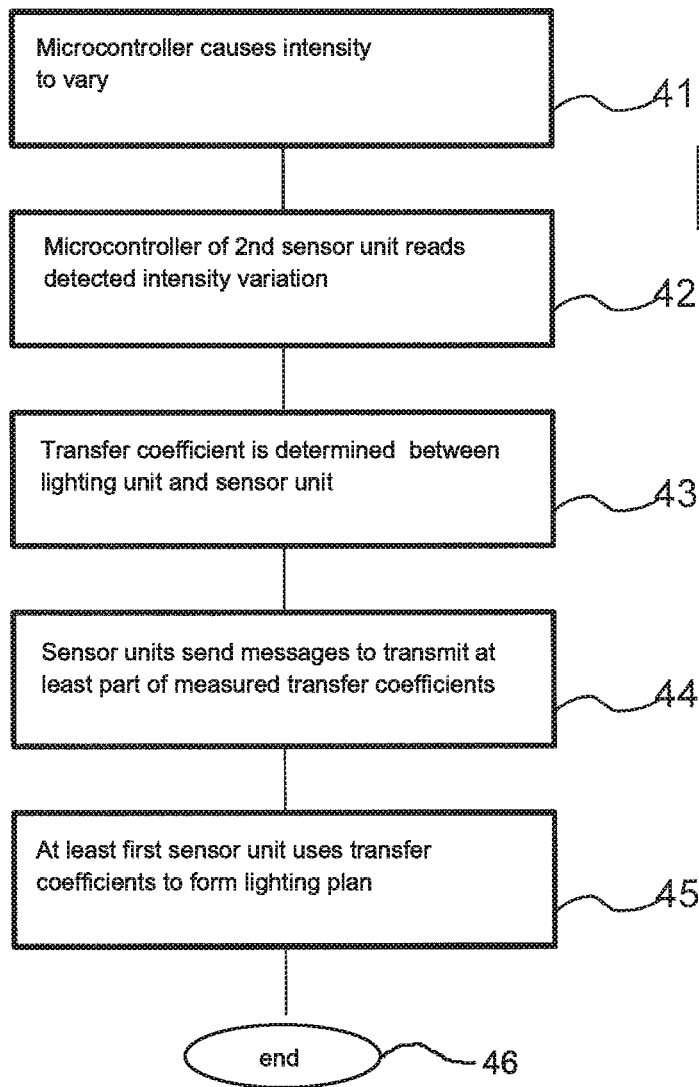 Microcontroller causes intensity
to vary
41
Microcontroller of 2nd sensor unit reads
detected intensity variation
42
Transfer coefficient is determined between
lighting unit and sensor unit
43
Sensor units send messages to transmit at
least part of measured transfer coefficients
44
At least first sensor unit uses transfer
coefficients to form lighting plan
45
end
46